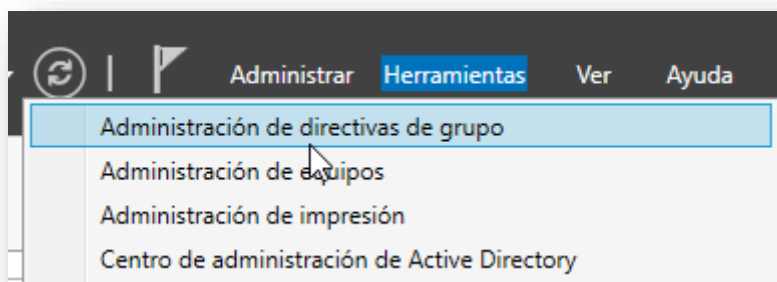 Administrar Herramientas Ver Ayuda
Administración de directivas de grupo
Administración de equipos
Administración de impresión
Centro de administración de Active Directory